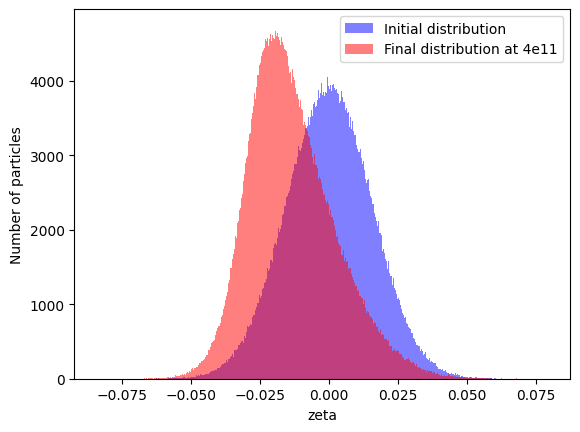 Initial distribution
Final distribution at 4e11
Number of particles
4000
3000
2000
1000
0
−0.075 −0.050 −0.025 0.000 0.025 0.050 0.075
zeta